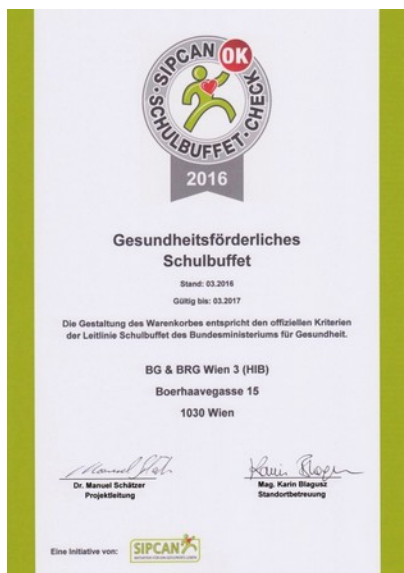 SIPCAN OK
SCHULBUFFET-CHECK
2016
Gesundheitsförderliches
Schulbuffet
Stand: 03.2016
Gültig bis: 03.2017
Die Gestaltung des Warenkorbes entspricht den offiziellen Kriterien
der Leitlinie Schulbuffet des Bundesministeriums für Gesundheit.
BG & BRG Wien 3 (HIB)
Boerhaavegasse 15
1030 Wien
Dr. Manuel Schätzer
Projektleitung
Mag. Karin Blagusz
Standortbetreuung
Eine Initiative von:
SIPCAN